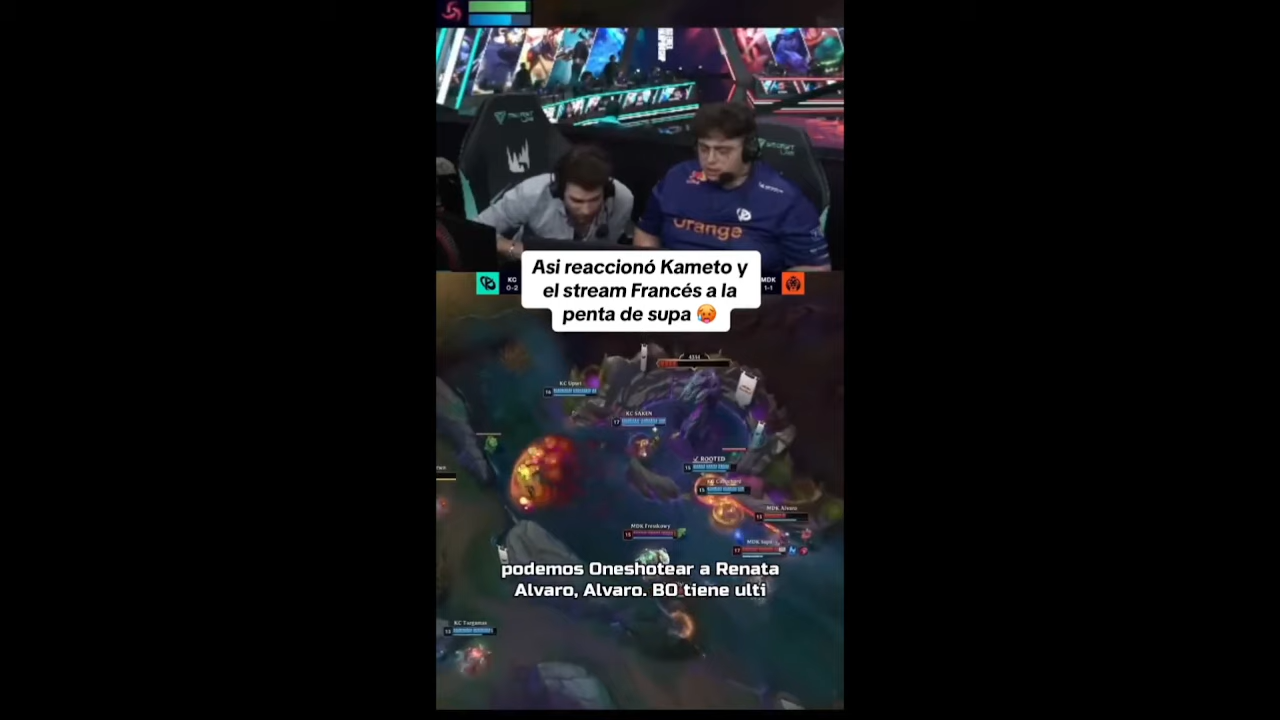 orange
KC
0-2
MDK
1-1
Asi reaccionó Kameto y
el stream Francés a la
penta de supa 🥵
4244
KC Upset
KC SAKEN
ROOTED
MDK Alvaro
MDK Fresskowy
MDK supa
podemos Oneshotear a Renata
Alvaro, Alvaro. BO tiene ulti
KC Targamas